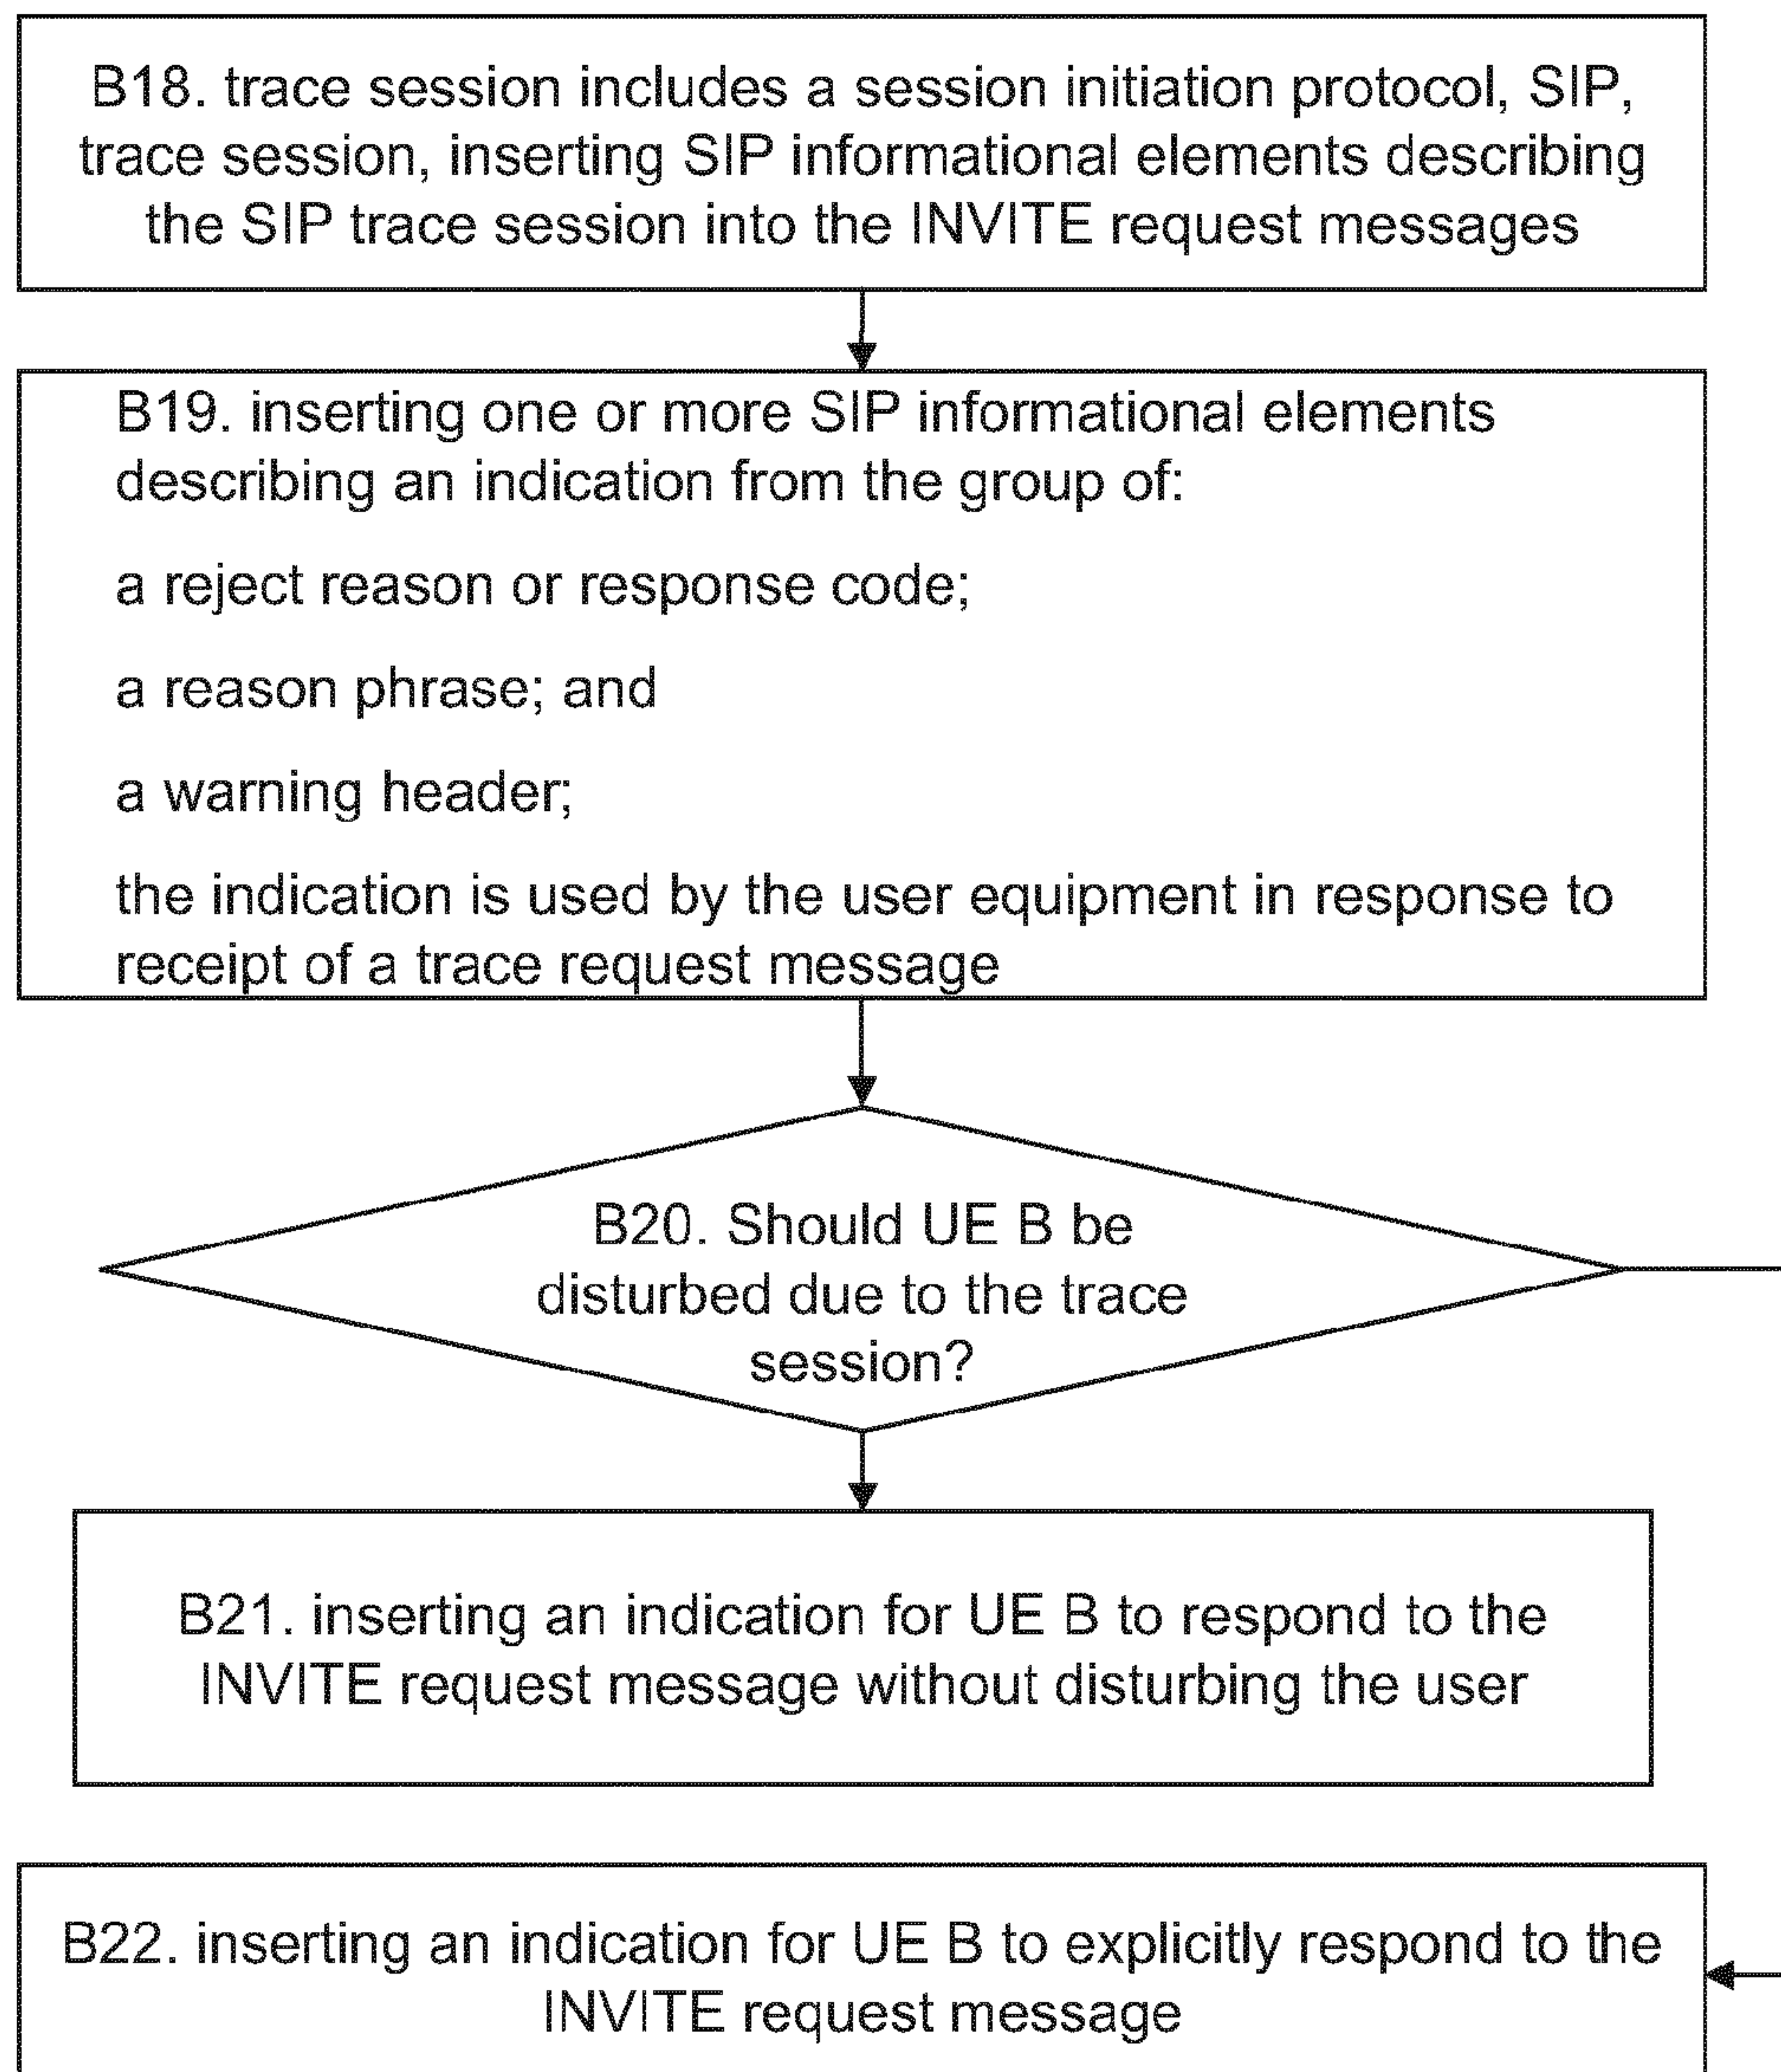 B18. trace session includes a session initiation protocol, SIP,
trace session, inserting SIP informational elements describing
the SIP trace session into the INVITE request messages
B19. inserting one or more SIP informational elements
describing an indication from the group of:
a reject reason or response code;
a reason phrase; and
a warning header;
the indication is used by the user equipment in response to
receipt of a trace request message
B20. Should UE B be
disturbed due to the trace
session?
B21. inserting an indication for UE B to respond to the
INVITE request message without disturbing the user
B22. inserting an indication for UE B to explicitly respond to the
INVITE request message